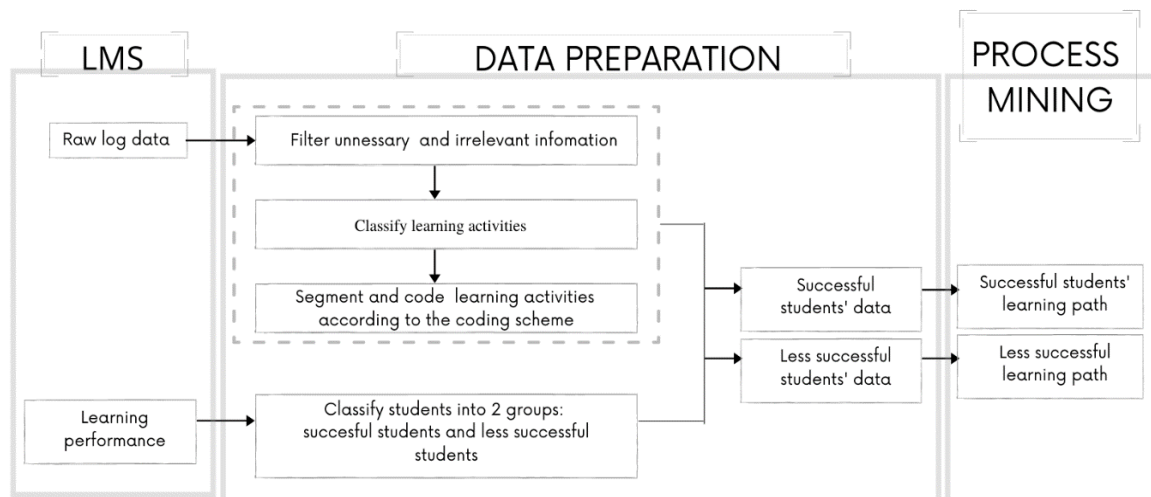 LMS
DATA PREPARATION
PROCESS
MINING
Raw log data
Filter unnessary and irrelevant infomation
Classify learning activities
Segment and code learning activities
according to the coding scheme
Learning
performance
Classify students into 2 groups:
succesful students and less successful
students
Successful
students' data
Less successful
students' data
Successful students'
learning path
Less successful
learning path